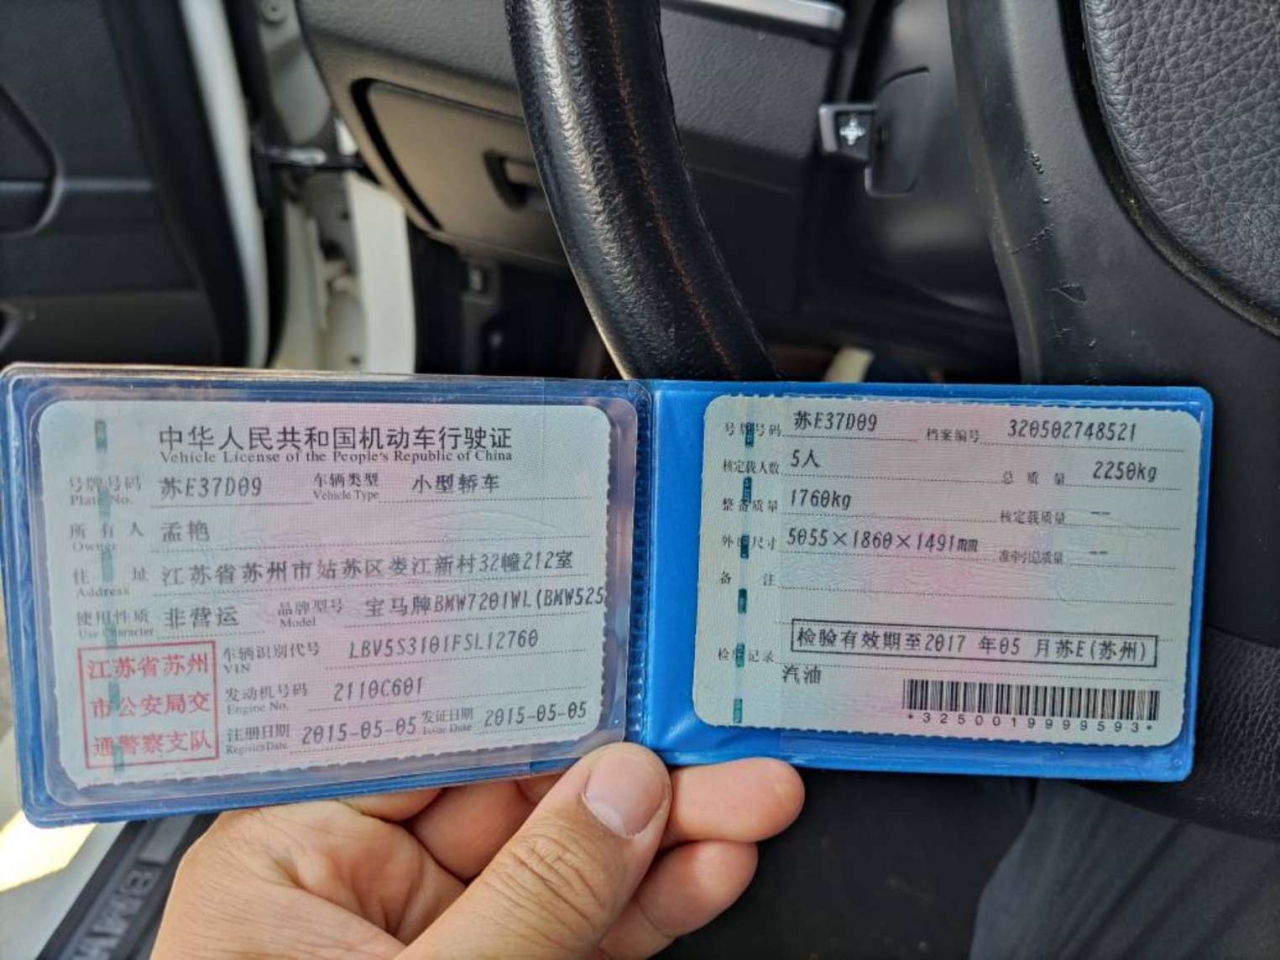 中华人民共和国机动车行驶证
Vehicle License of the People's Republic of China
号牌号码 苏E37D09 车辆类型 小型轿车
Plate No. Vehicle Type
所有人 孟艳
Owner
住址 江苏省苏州市姑苏区娄江新村32幢212室
Address
使用性质 非营运 品牌型号 宝马牌BMW7201WL(BMW525
Use Character Model
江苏省苏州
市公安局交
通警察支队
车辆识别代号 LBV5S3101FSL12760
VIN
发动机号码 2110C601
Engine No.
注册日期 2015-05-05 发证日期 2015-05-05
Register Date Issue Date
号牌号码 苏E37D09 档案编号 320502748521
核定载人数 5人 总质量 2250kg
整备质量 1760kg 核定载质量 --
外廓尺寸 5055×1860×1491mm 准牵引总质量 --
备注
检验记录 检验有效期至2017 年05 月苏E(苏州)
汽油
*3250019999593*
BMW